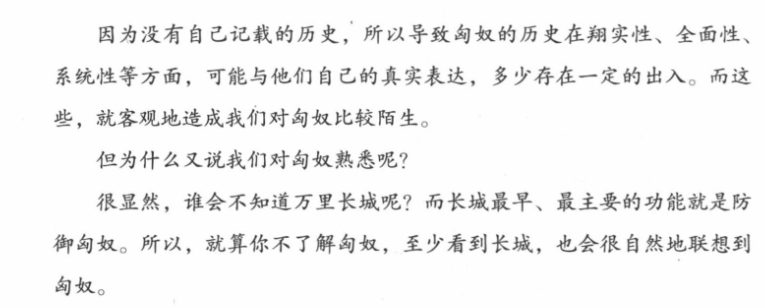 因为没有自己记载的历史，所以导致匈奴的历史在翔实性、全面性、
系统性等方面，可能与他们自己的真实表达，多少存在一定的出入。而这
些，就客观地造成我们对匈奴比较陌生。
但为什么又说我们对匈奴熟悉呢？
很显然，谁会不知道万里长城呢？而长城最早、最主要的功能就是防
御匈奴。所以，就算你不了解匈奴，至少看到长城，也会很自然地联想到
匈奴。